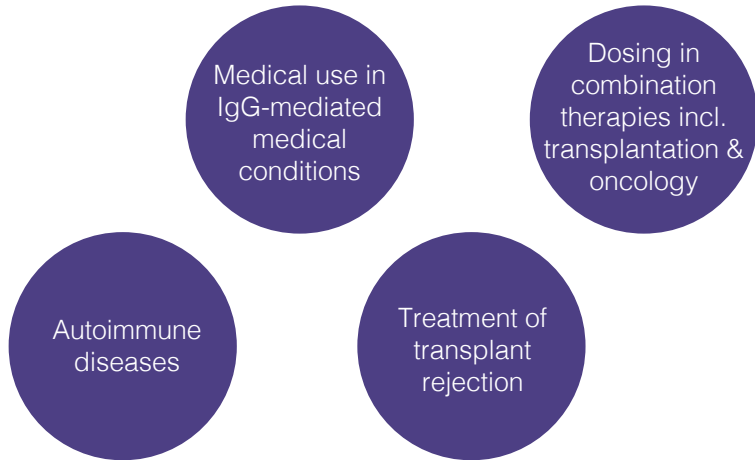 Medical use in
IgG-mediated
medical
conditions
Dosing in
combination
therapies incl.
transplantation &
oncology
Autoimmune
diseases
Treatment of
transplant
rejection